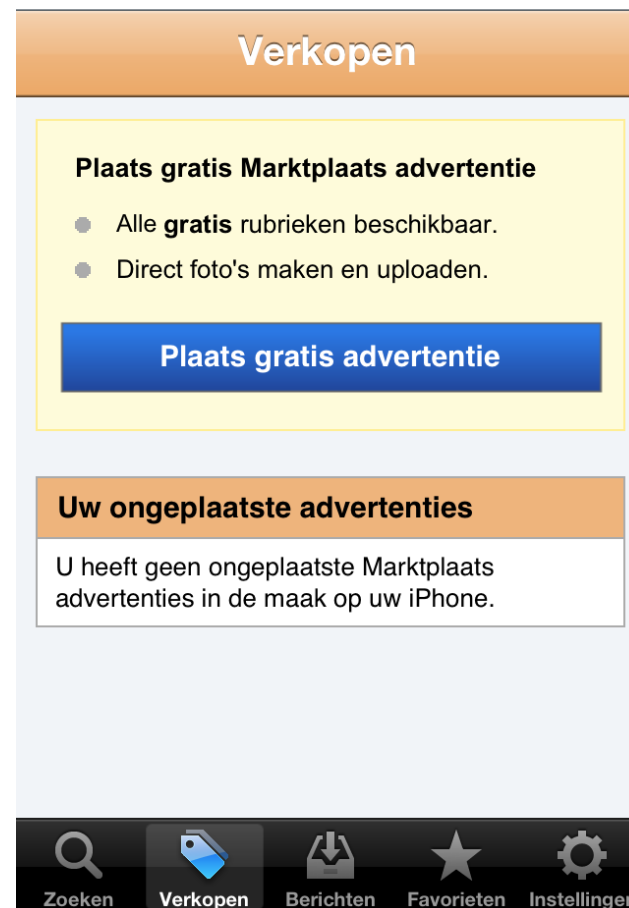 Verkopen
Plaats gratis Marktplaats advertentie
Alle gratis rubrieken beschikbaar.
Direct foto's maken en uploaden.
Plaats gratis advertentie
Uw ongeplaatste advertenties
U heeft geen ongeplaatste Marktplaats
advertenties in de maak op uw iPhone.
Zoeken Verkopen Berichten Favorieten Instellingen